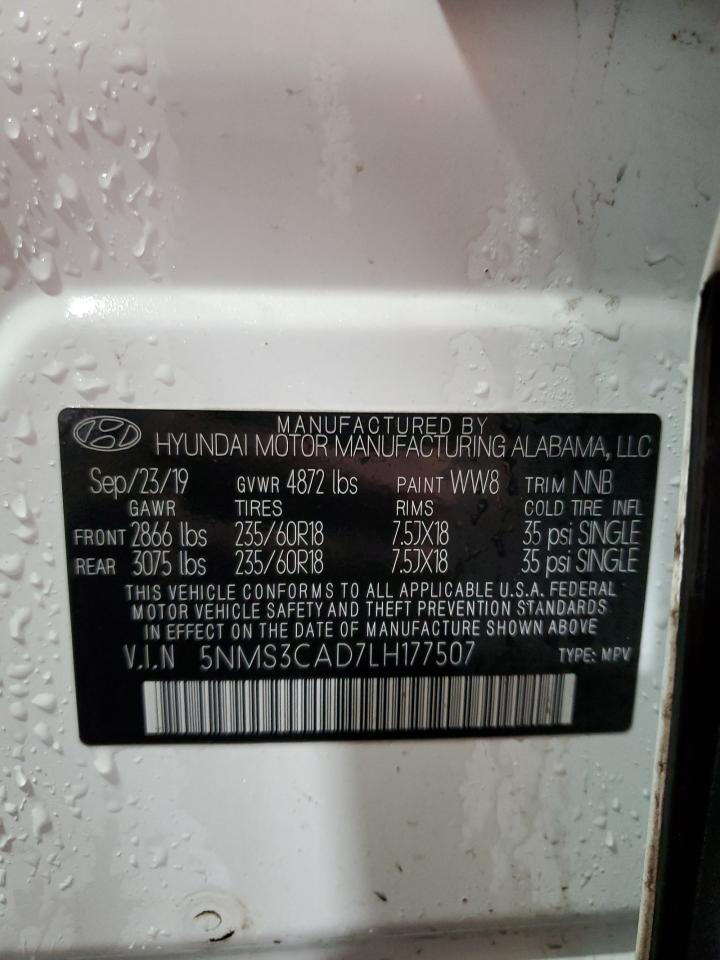 MANUFACTURED BY
HYUNDAI MOTOR MANUFACTURING ALABAMA, LLC
Sep/23/19 GVWR 4872 lbs PAINT WW8 TRIM NNB
GAWR TIRES RIMS COLD TIRE INFL
FRONT 2866 lbs 235/60R18 7.5JX18 35 psi SINGLE
REAR 3075 lbs 235/60R18 7.5JX18 35 psi SINGLE
THIS VEHICLE CONFORMS TO ALL APPLICABLE U.S.A. FEDERAL
MOTOR VEHICLE SAFETY AND THEFT PREVENTION STANDARDS
IN EFFECT ON THE DATE OF MANUFACTURE SHOWN ABOVE
V.I.N 5NMS3CAD7LH177507 TYPE: MPV